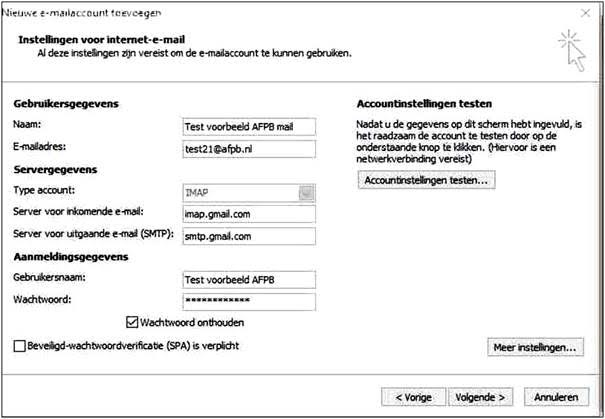 Nieuwe e-mailaccount toevoegen
Instellingen voor internet-e-mail
Al deze instellingen zijn vereist om de e-mailaccount te kunnen gebruiken.
Gebruikersgegevens
Naam:
Test voorbeeld AFPB mail
E-mailadres:
test21@afpb.nl
Servergegevens
Type account:
IMAP
Server voor inkomende e-mail:
imap.gmail.com
Server voor uitgaande e-mail (SMTP):
smtp.gmail.com
Aanmeldingsgegevens
Gebruikersnaam:
Test voorbeeld AFPB
Wachtwoord:
************
Wachtwoord onthouden
Beveiligd-wachtwoordverificatie (SPA) is verplicht
Accountinstellingen testen
Nadat u de gegevens op dit scherm hebt ingevuld, is
het raadzaam de account te testen door op de
onderstaande knop te klikken. (Hiervoor is een
netwerkverbinding vereist)
Accountinstellingen testen...
Meer instellingen...
< Vorige
Volgende >
Annuleren